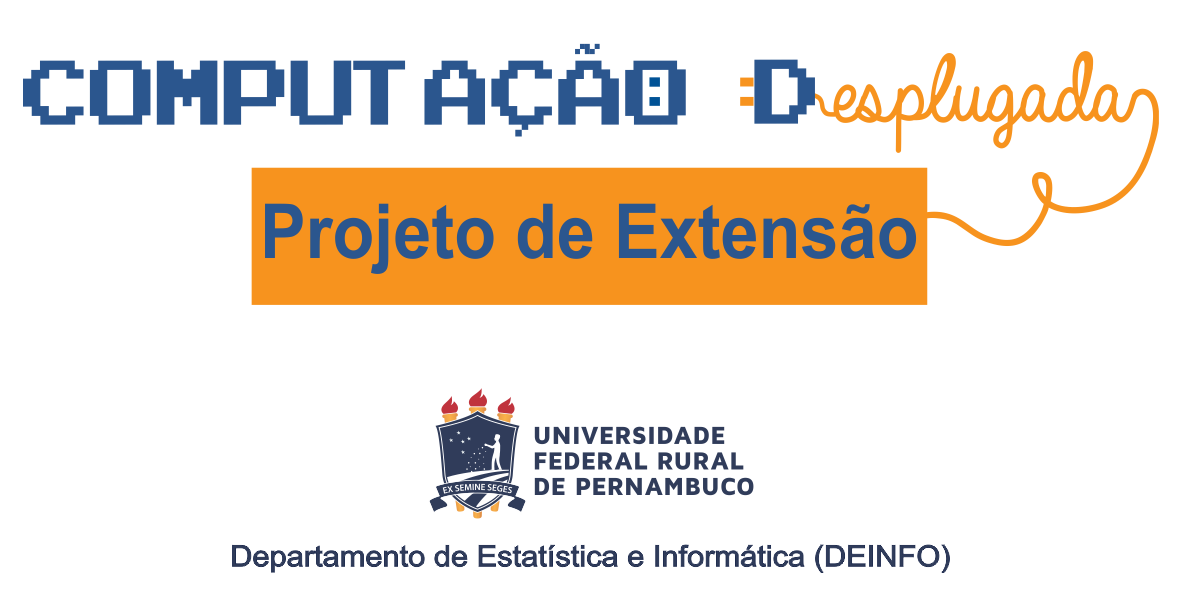 COMPUTAÇÃO :Desplugada
Projeto de Extensão
UNIVERSIDADE
FEDERAL RURAL
DE PERNAMBUCO
EX SEMINE SEGES
Departamento de Estatística e Informática (DEINFO)